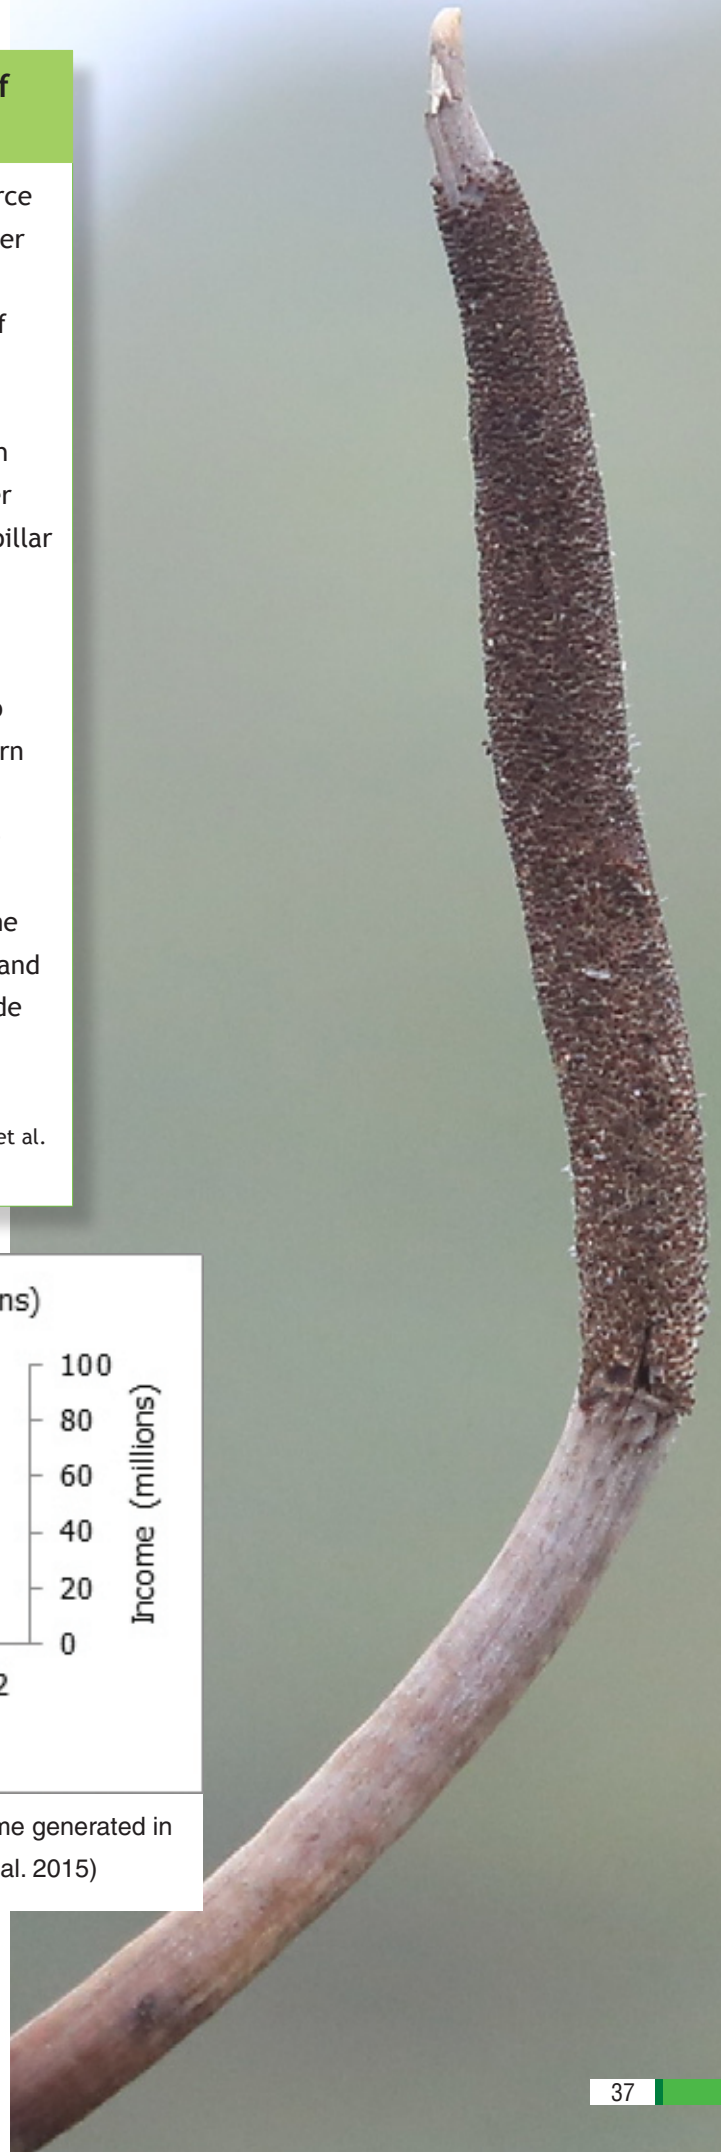 f
rce
er
f
n
er
pillar
o
rn
ne
and
de
et al.
ns)
100
80
60
40
20
0
Income (millions)
2
me generated in
al. 2015)
37